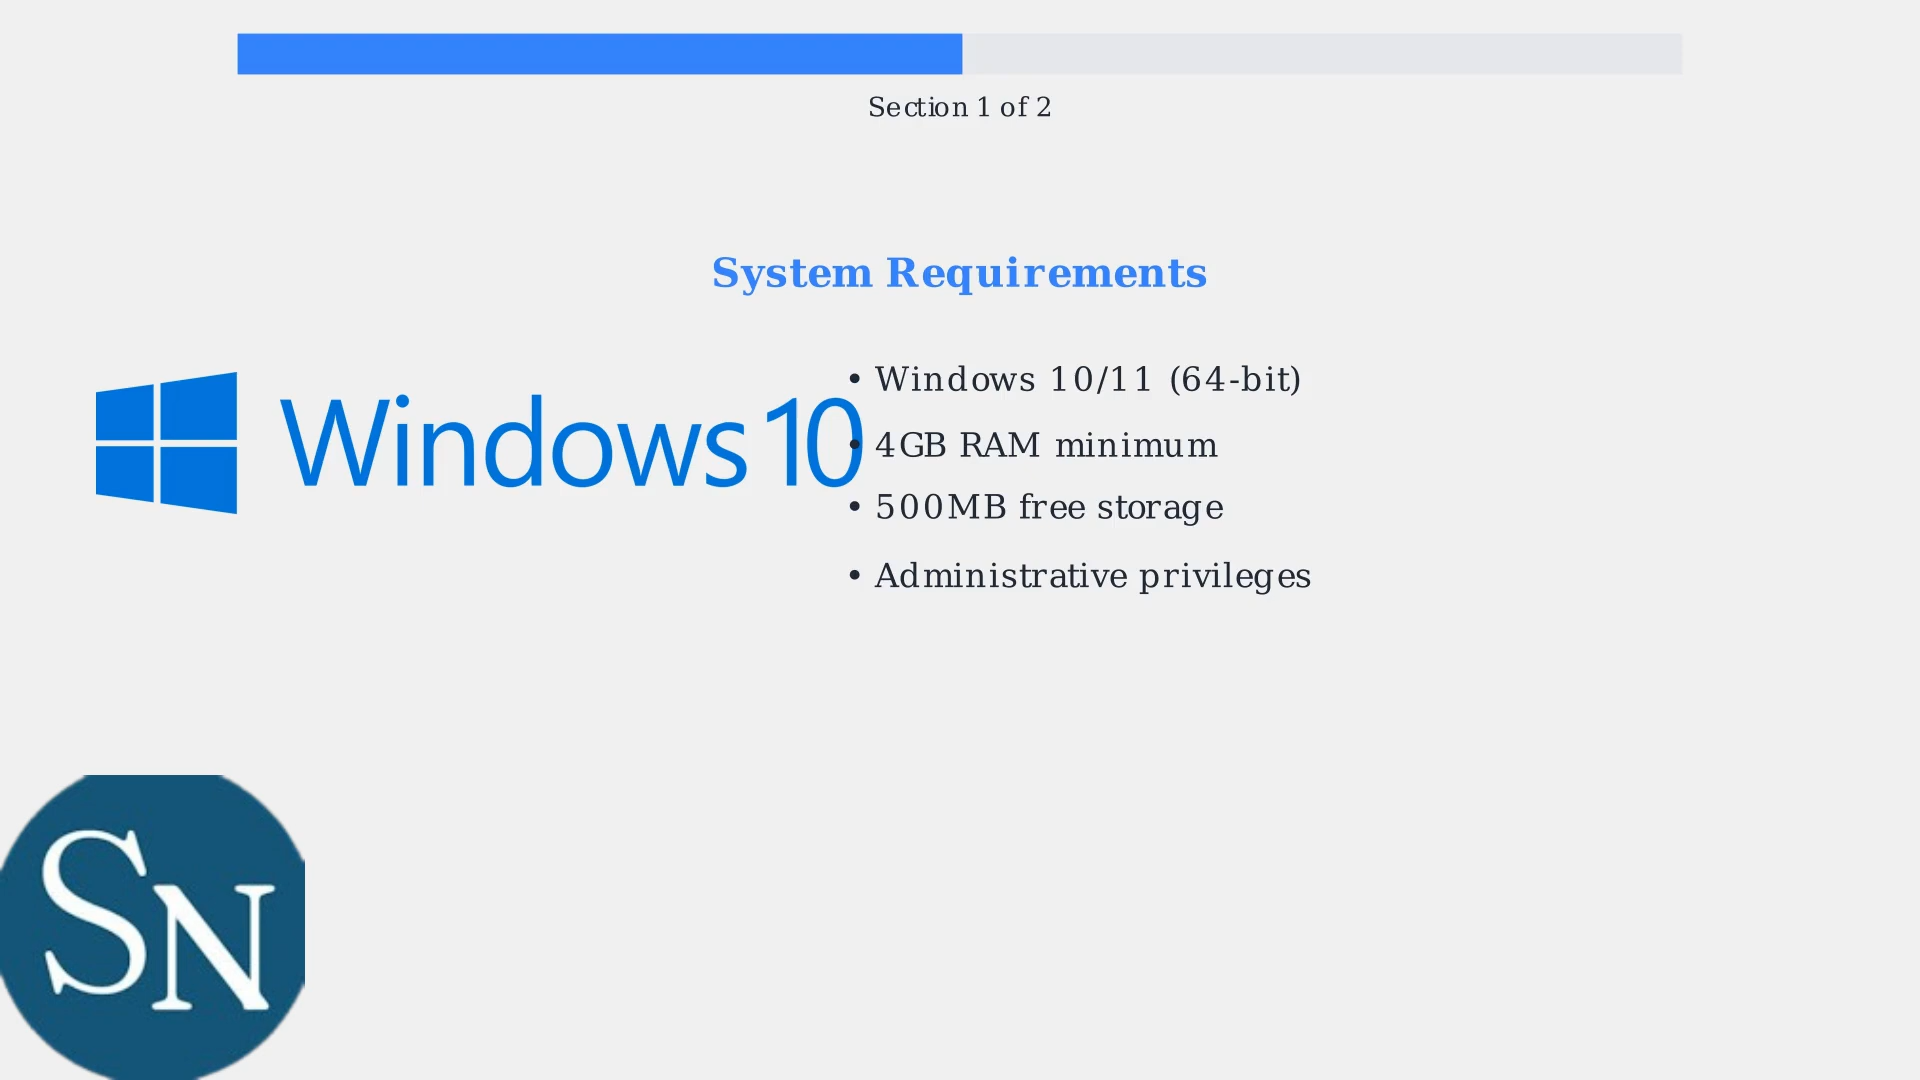 Section 1 of 2
System Requirements
Windows 10
• Windows 10/11 (64-bit)
• 4GB RAM minimum
• 500MB free storage
• Administrative privileges
SN